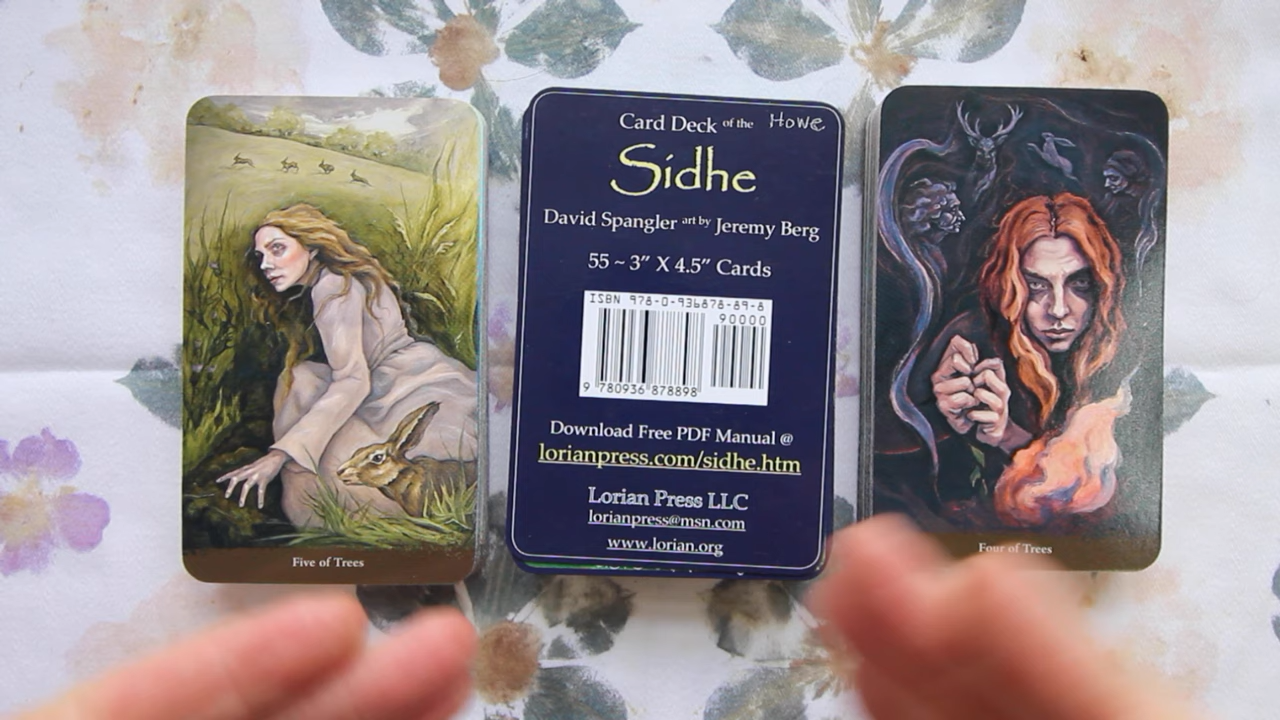 Five of Trees
Card Deck of the Howe
Sidhe
David Spangler art by Jeremy Berg
55 ~ 3” X 4.5” Cards
ISBN 978-0-936878-89-8
90000
9 780936 878898
Download Free PDF Manual @
lorianpress.com/sidhe.htm
Lorian Press LLC
lorianpress@msn.com
www.lorian.org
Four of Trees